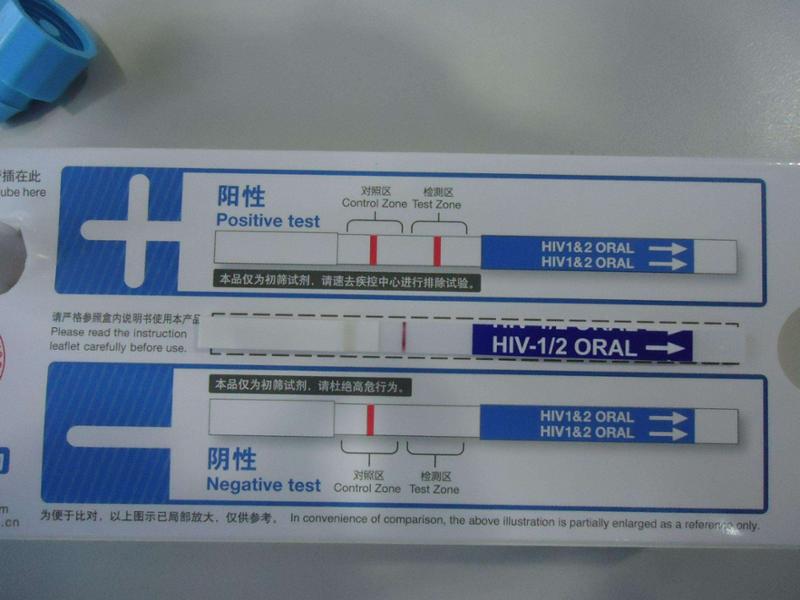 插在此
ube here
阳性
Positive test
对照区
Control Zone
检测区
Test Zone
HIV1&2 ORAL
HIV1&2 ORAL
本品仅为初筛试剂，请速去疾控中心进行排除试验。
请严格参照盒内说明书使用本产品
Please read the instruction
leaflet carefully before use.
HIV-1/2 ORAL
HIV-1/2 ORAL
本品仅为初筛试剂，请杜绝高危行为。
HIV1&2 ORAL
HIV1&2 ORAL
阴性
Negative test
对照区
Control Zone
检测区
Test Zone
m
.cn
为便于比对，以上图示已局部放大，仅供参考。 In convenience of comparison, the above illustration is partially enlarged as a reference only.